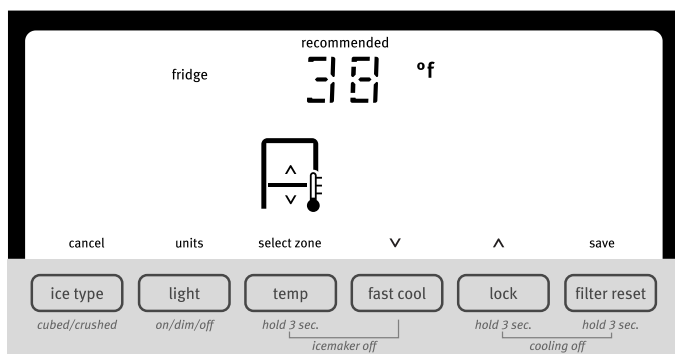 recommended
fridge 38 °f
cancel units select zone ∨ ∧ save
ice type light temp fast cool lock filter reset
cubed/crushed on/dim/off hold 3 sec. hold 3 sec. hold 3 sec.
icemaker off cooling off